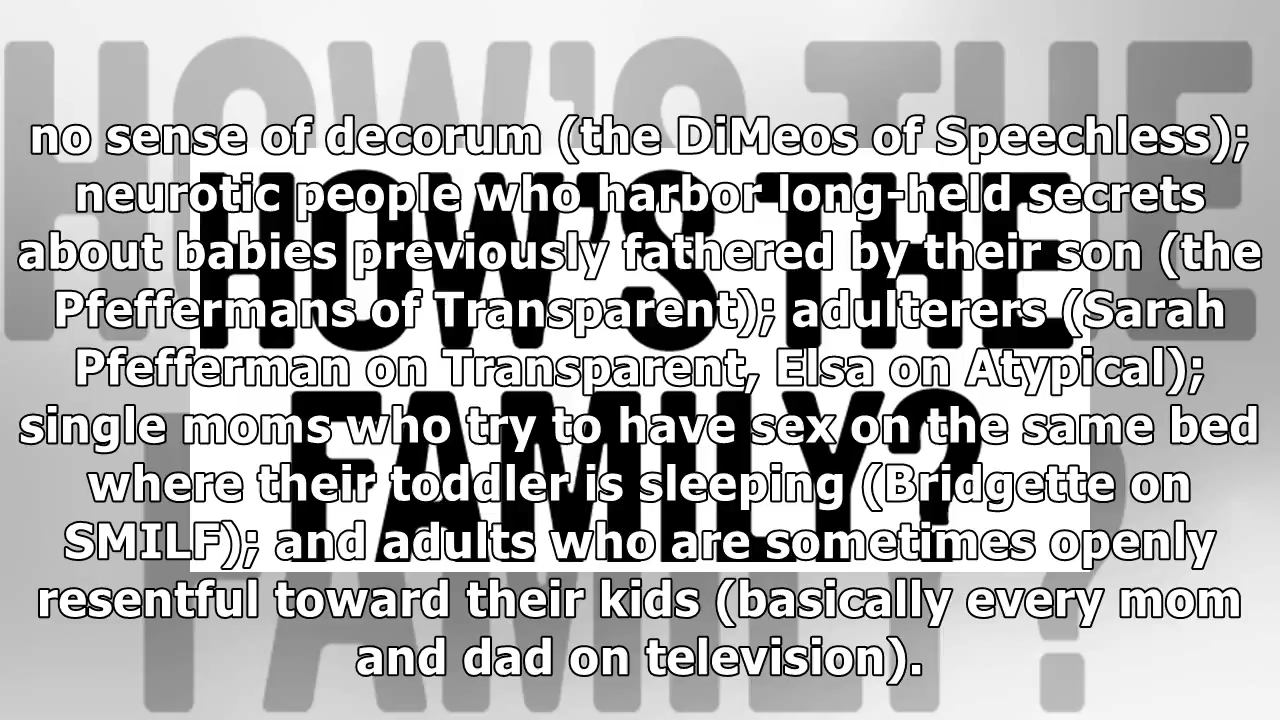 HOW'S THE
FAMILY?
no sense of decorum (the DiMeos of Speechless);
neurotic people who harbor long-held secrets
about babies previously fathered by their son (the
Pfeffermans of Transparent); adulterers (Sarah
Pfefferman on Transparent, Elsa on Atypical);
single moms who try to have sex on the same bed
where their toddler is sleeping (Bridgette on
SMILF); and adults who are sometimes openly
resentful toward their kids (basically every mom
and dad on television).